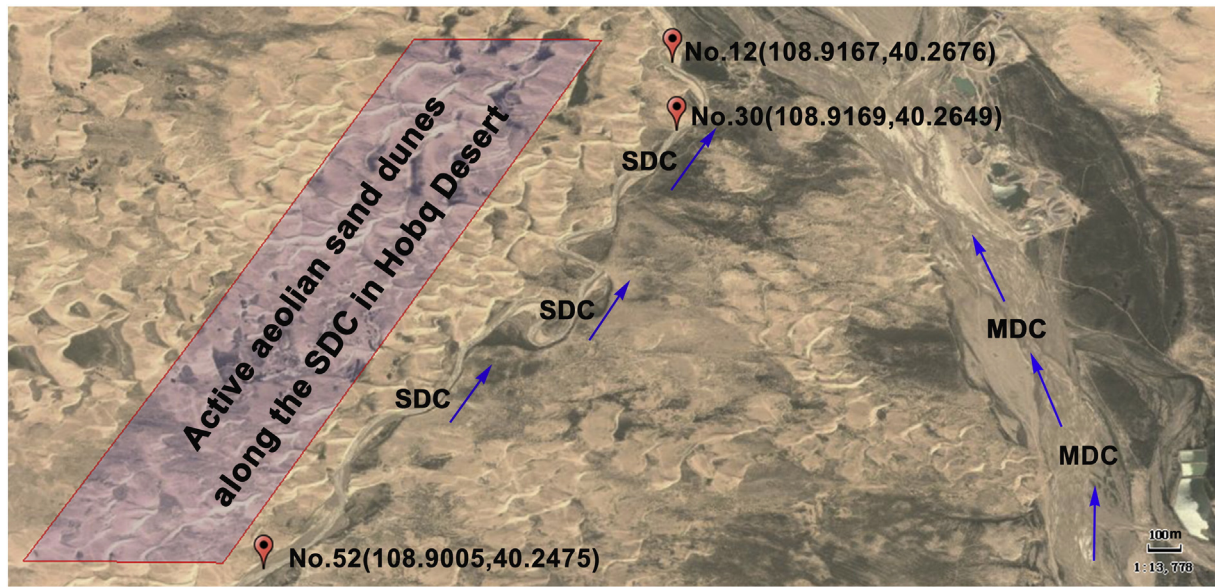 No.12(108.9167,40.2676)
No.30(108.9169,40.2649)
SDC
Active aeolian sand dunes
along the SDC in Hobq Desert
SDC
MDC
SDC
MDC
100m
1:13,778
No.52(108.9005,40.2475)